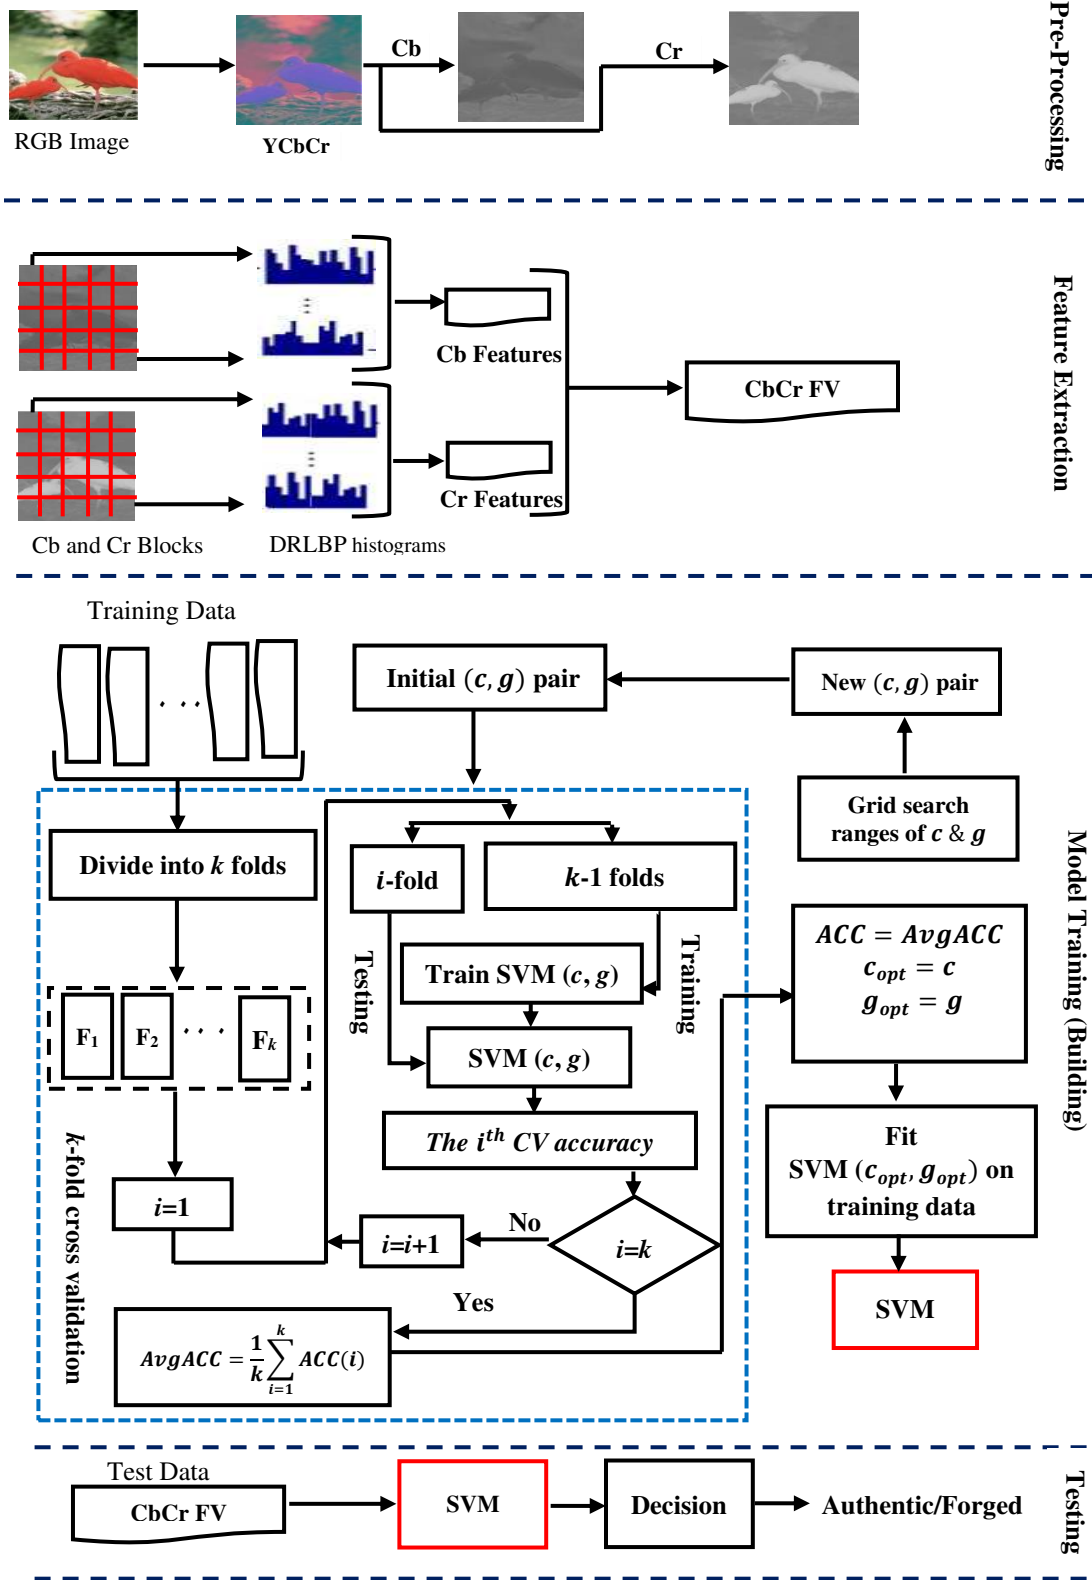 Pre-Processing
Cb
Cr
RGB Image
YCbCr
Feature Extraction
Cb Features
CbCr FV
Cr Features
Cb and Cr Blocks
DRLBP histograms
Training Data
Initial (c, g) pair
New (c, g) pair
Grid search
ranges of c & g
Model Training (Building)
Divide into k folds
i-fold
k-1 folds
Testing
Training
Train SVM (c, g)
ACC = AvgACC
c_opt = c
g_opt = g
F1
F2
. . .
Fk
SVM (c, g)
The i^th CV accuracy
Fit
SVM (c_opt, g_opt) on
training data
k-fold cross validation
i=1
No
i=i+1
i=k
Yes
SVM
AvgACC = \frac{1}{k} \sum_{i=1}^{k} ACC(i)
Testing
Test Data
CbCr FV
SVM
Decision
Authentic/Forged